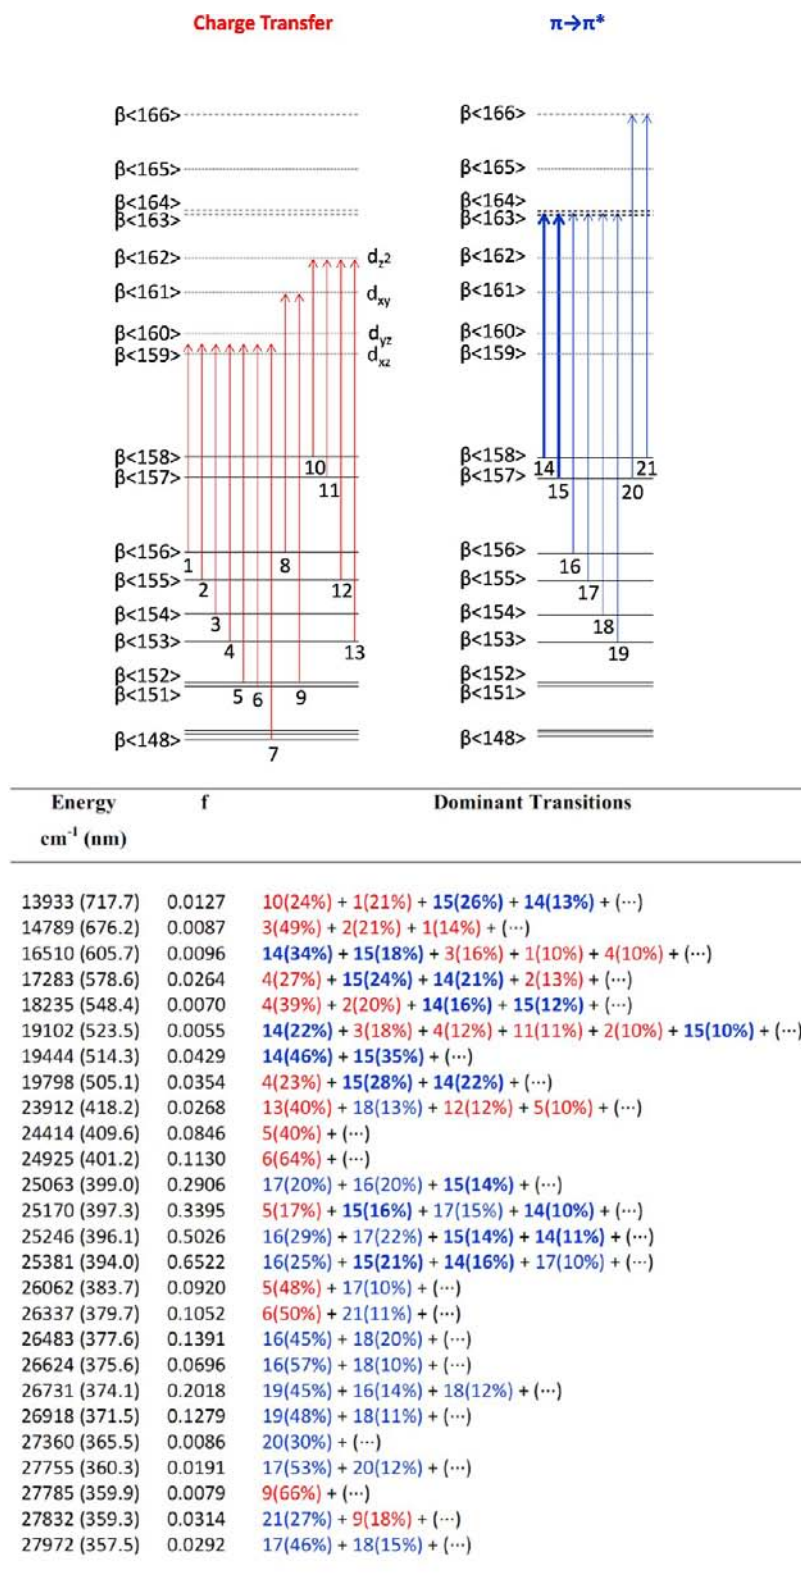 Charge Transfer
π→π*
β<166>
β<165>
β<164>
β<163>
β<162> d_z2
β<161> d_xy
β<160> d_yz
β<159> d_xz
β<158>
10
β<157>
11
β<156>
1 8
β<155>
2 12
β<154>
3
β<153>
4 13
β<152>
β<151>
5 6 9
β<148>
7
β<166>
β<165>
β<164>
β<163>
β<162>
β<161>
β<160>
β<159>
β<158>
14 21
β<157>
15 20
β<156>
16
β<155>
17
β<154>
18
β<153>
19
β<152>
β<151>
β<148>
Energy f Dominant Transitions
cm-1 (nm)
13933 (717.7) 0.0127 10(24%) + 1(21%) + 15(26%) + 14(13%) + (···)
14789 (676.2) 0.0087 3(49%) + 2(21%) + 1(14%) + (···)
16510 (605.7) 0.0096 14(34%) + 15(18%) + 3(16%) + 1(10%) + 4(10%) + (···)
17283 (578.6) 0.0264 4(27%) + 15(24%) + 14(21%) + 2(13%) + (···)
18235 (548.4) 0.0070 4(39%) + 2(20%) + 14(16%) + 15(12%) + (···)
19102 (523.5) 0.0055 14(22%) + 3(18%) + 4(12%) + 11(11%) + 2(10%) + 15(10%) + (···)
19444 (514.3) 0.0429 14(46%) + 15(35%) + (···)
19798 (505.1) 0.0354 4(23%) + 15(28%) + 14(22%) + (···)
23912 (418.2) 0.0268 13(40%) + 18(13%) + 12(12%) + 5(10%) + (···)
24414 (409.6) 0.0846 5(40%) + (···)
24925 (401.2) 0.1130 6(64%) + (···)
25063 (399.0) 0.2906 17(20%) + 16(20%) + 15(14%) + (···)
25170 (397.3) 0.3395 5(17%) + 15(16%) + 17(15%) + 14(10%) + (···)
25246 (396.1) 0.5026 16(29%) + 17(22%) + 15(14%) + 14(11%) + (···)
25381 (394.0) 0.6522 16(25%) + 15(21%) + 14(16%) + 17(10%) + (···)
26062 (383.7) 0.0920 5(48%) + 17(10%) + (···)
26337 (379.7) 0.1052 6(50%) + 21(11%) + (···)
26483 (377.6) 0.1391 16(45%) + 18(20%) + (···)
26624 (375.6) 0.0696 16(57%) + 18(10%) + (···)
26731 (374.1) 0.2018 19(45%) + 16(14%) + 18(12%) + (···)
26918 (371.5) 0.1279 19(48%) + 18(11%) + (···)
27360 (365.5) 0.0086 20(30%) + (···)
27755 (360.3) 0.0191 17(53%) + 20(12%) + (···)
27785 (359.9) 0.0079 9(66%) + (···)
27832 (359.3) 0.0314 21(27%) + 9(18%) + (···)
27972 (357.5) 0.0292 17(46%) + 18(15%) + (···)